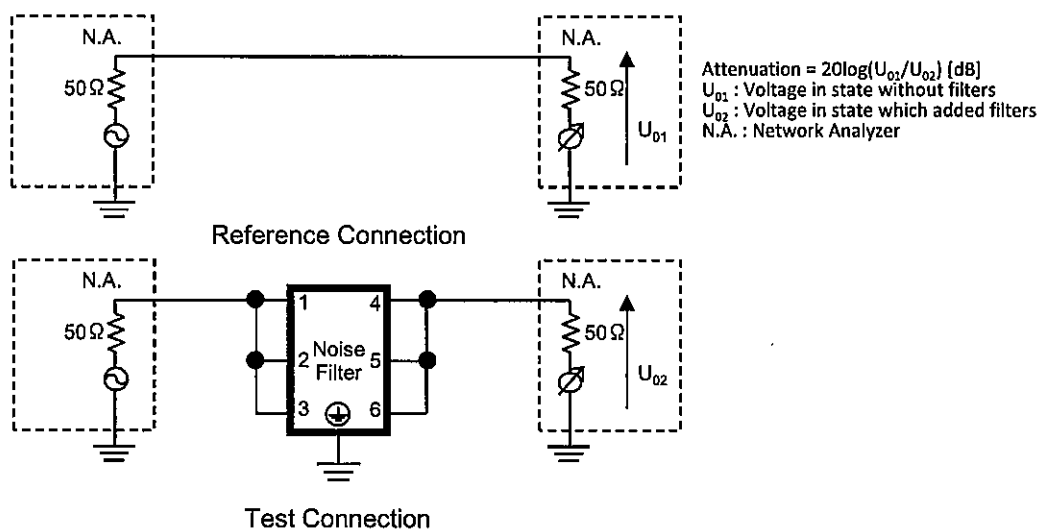 N.A.
50Ω
N.A.
50Ω
U01
Attenuation = 20log(U01/U02) [dB]
U01 : Voltage in state without filters
U02 : Voltage in state which added filters
N.A. : Network Analyzer
Reference Connection
N.A.
50Ω
1 4
2 Noise 5
Filter
3 6
N.A.
50Ω
U02
Test Connection